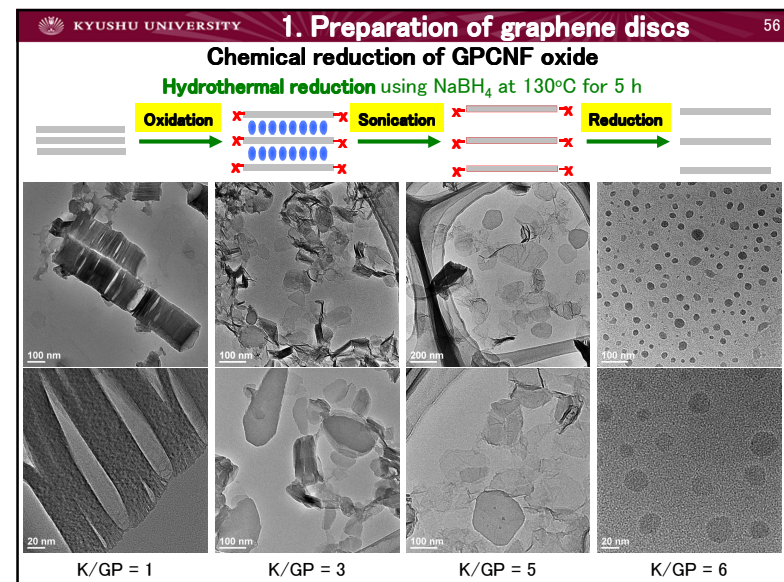 KYUSHU UNIVERSITY
1. Preparation of graphene discs
56
Chemical reduction of GPCNF oxide
Hydrothermal reduction using NaBH₄ at 130ºC for 5 h
Oxidation
Sonication
Reduction
x x x x
x x x x
x x x x
100 nm
100 nm
200 nm
100 nm
20 nm
100 nm
100 nm
20 nm
K/GP = 1
K/GP = 3
K/GP = 5
K/GP = 6